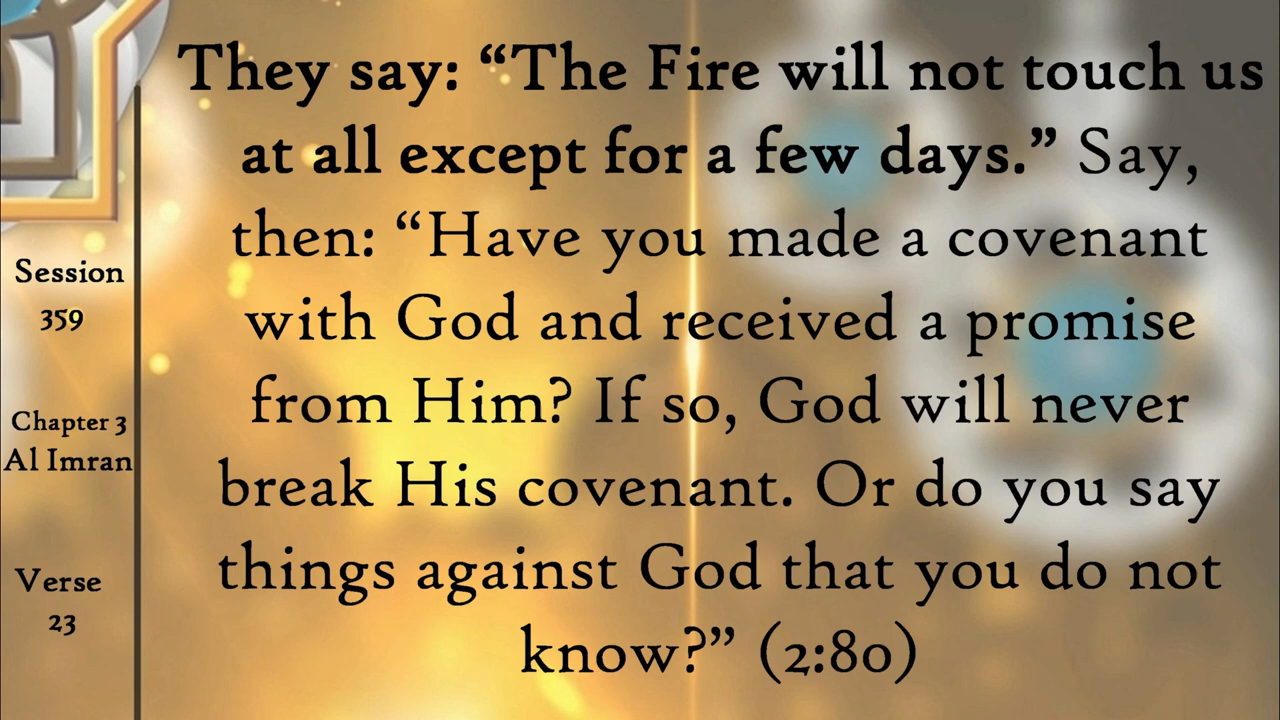 They say: “The Fire will not touch us
at all except for a few days.” Say,
then: “Have you made a covenant
with God and received a promise
from Him? If so, God will never
break His covenant. Or do you say
things against God that you do not
know?” (2:80)
Session
359
Chapter 3
Al Imran
Verse
23